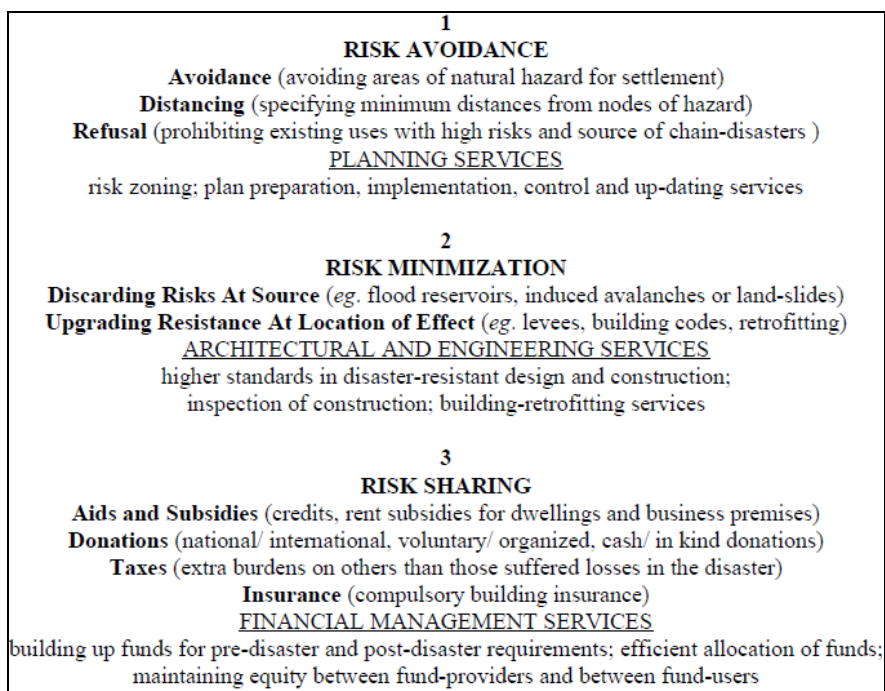 1
RISK AVOIDANCE
Avoidance (avoiding areas of natural hazard for settlement)
Distancing (specifying minimum distances from nodes of hazard)
Refusal (prohibiting existing uses with high risks and source of chain-disasters )
PLANNING SERVICES
risk zoning; plan preparation, implementation, control and up-dating services
2
RISK MINIMIZATION
Discarding Risks At Source (eg. flood reservoirs, induced avalanches or land-slides)
Upgrading Resistance At Location of Effect (eg. levees, building codes, retrofitting)
ARCHITECTURAL AND ENGINEERING SERVICES
higher standards in disaster-resistant design and construction;
inspection of construction; building-retrofitting services
3
RISK SHARING
Aids and Subsidies (credits, rent subsidies for dwellings and business premises)
Donations (national/ international, voluntary/ organized, cash/ in kind donations)
Taxes (extra burdens on others than those suffered losses in the disaster)
Insurance (compulsory building insurance)
FINANCIAL MANAGEMENT SERVICES
building up funds for pre-disaster and post-disaster requirements; efficient allocation of funds;
maintaining equity between fund-providers and between fund-users